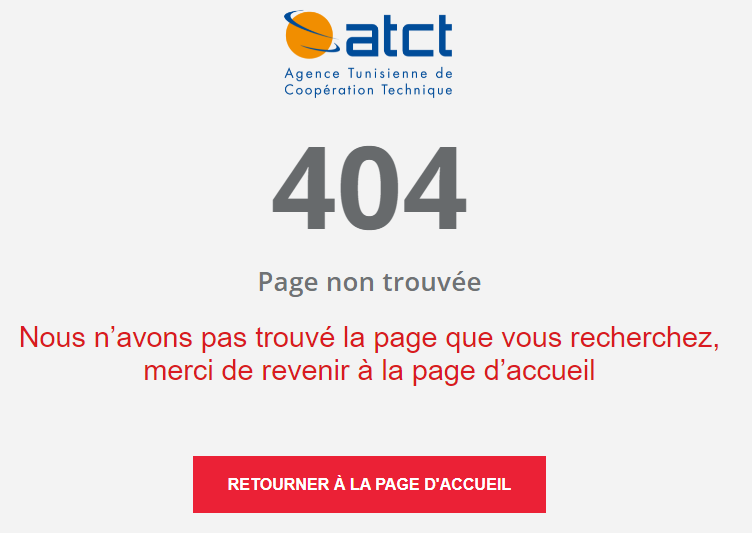 atct
Agence Tunisienne de
Coopération Technique
404
Page non trouvée
Nous n’avons pas trouvé la page que vous recherchez,
merci de revenir à la page d’accueil
RETOURNER À LA PAGE D'ACCUEIL